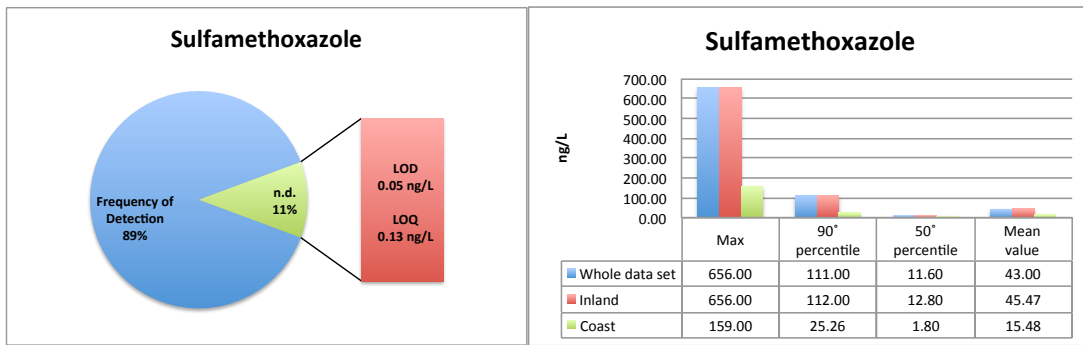 Sulfamethoxazole
Frequency of
Detection
89%
n.d.
11%
LOD
0.05 ng/L
LOQ
0.13 ng/L
Sulfamethoxazole
ng/L
700.00
600.00
500.00
400.00
300.00
200.00
100.00
0.00
Max 90˚ percentile 50˚ percentile Mean value
Whole data set 656.00 111.00 11.60 43.00
Inland 656.00 112.00 12.80 45.47
Coast 159.00 25.26 1.80 15.48